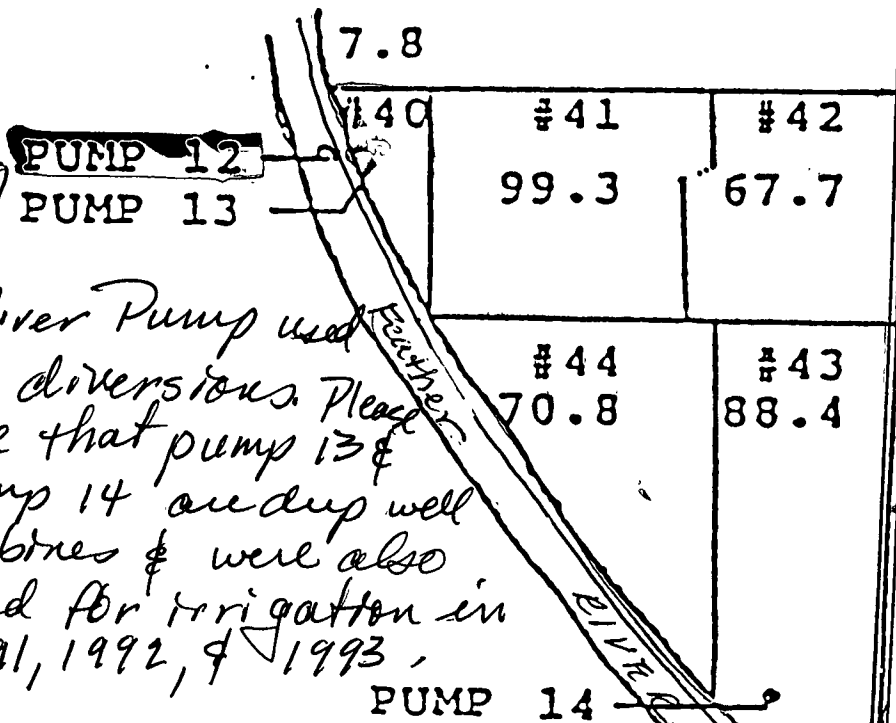 7.8
#40 #41 #42
PUMP 12
99.3 67.7
PUMP 13
River Pump used
diversions. Please
that pump 13 &
14 are deep well
& were also
for irrigation in
1992, & 1993.
Feather
River
#44 #43
70.8 88.4
PUMP 14